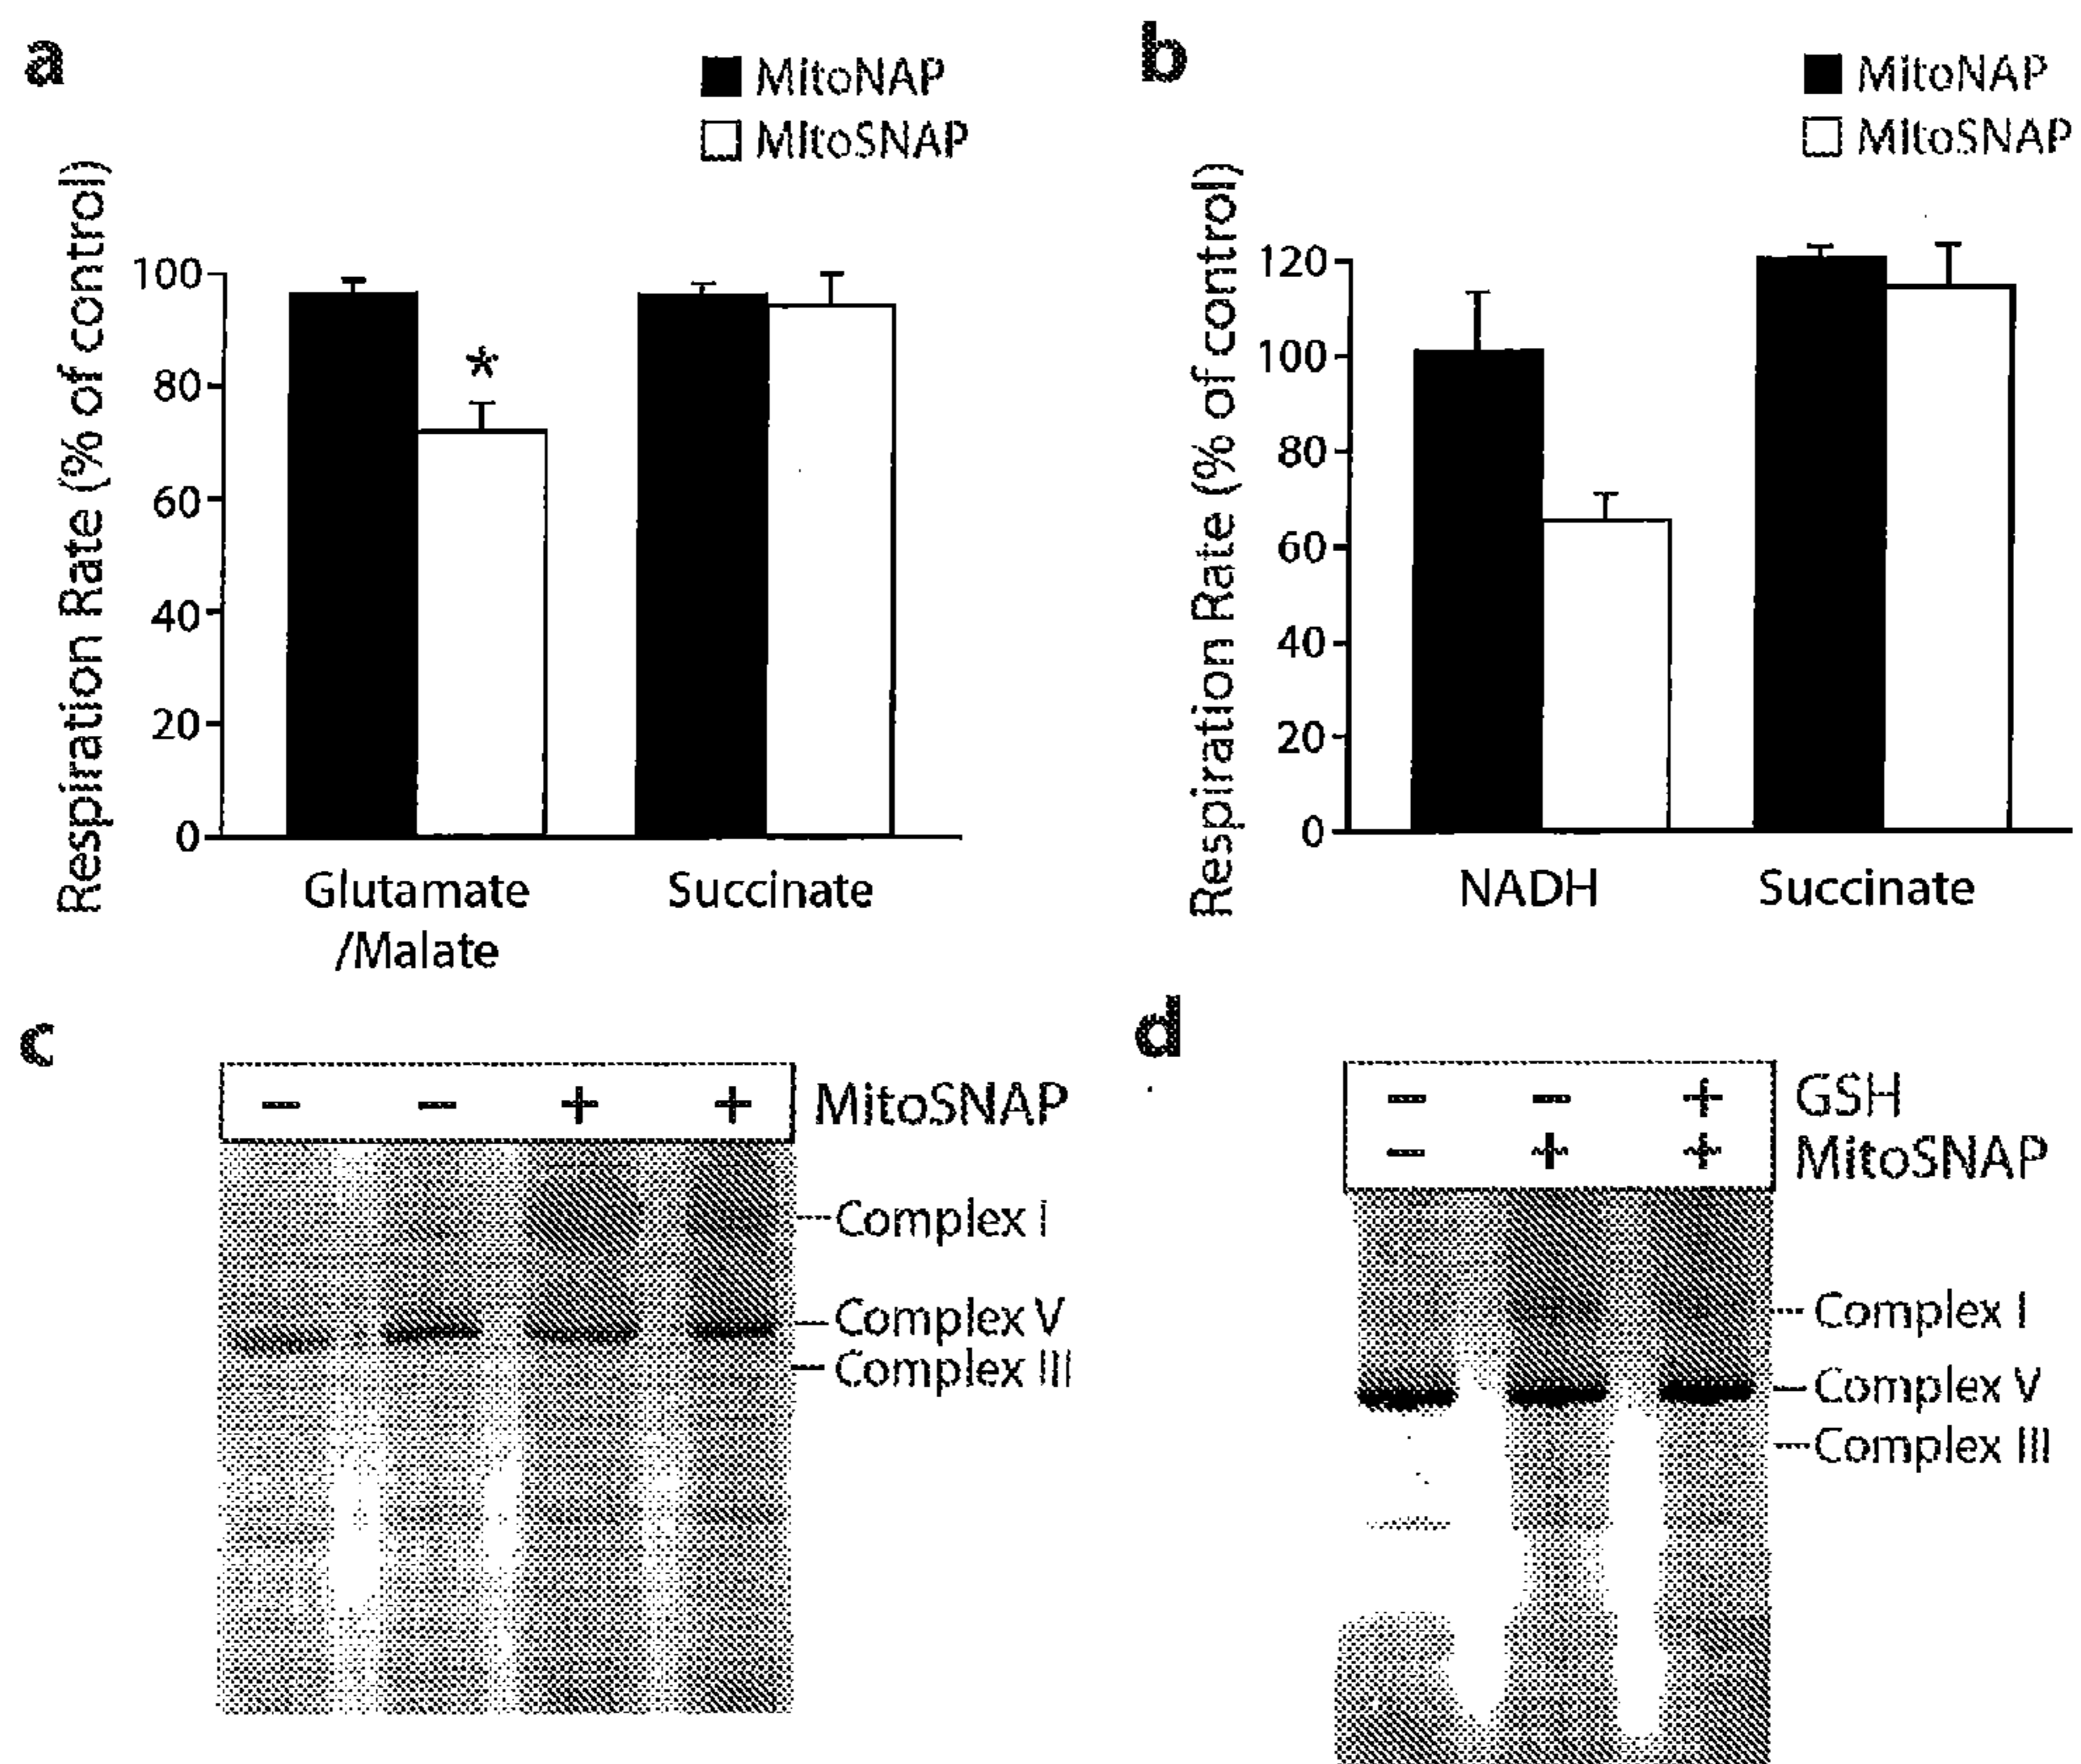 a
MitoNAP
MitoSNAP
Respiration Rate (% of control)
100
80
60
40
20
0
*
Glutamate
/Malate
Succinate
b
MitoNAP
MitoSNAP
Respiration Rate (% of control)
120
100
80
60
40
20
0
NADH
Succinate
c
− − + + MitoSNAP
Complex I
Complex V
Complex III
d
− − + GSH
− + + MitoSNAP
Complex I
Complex V
Complex III